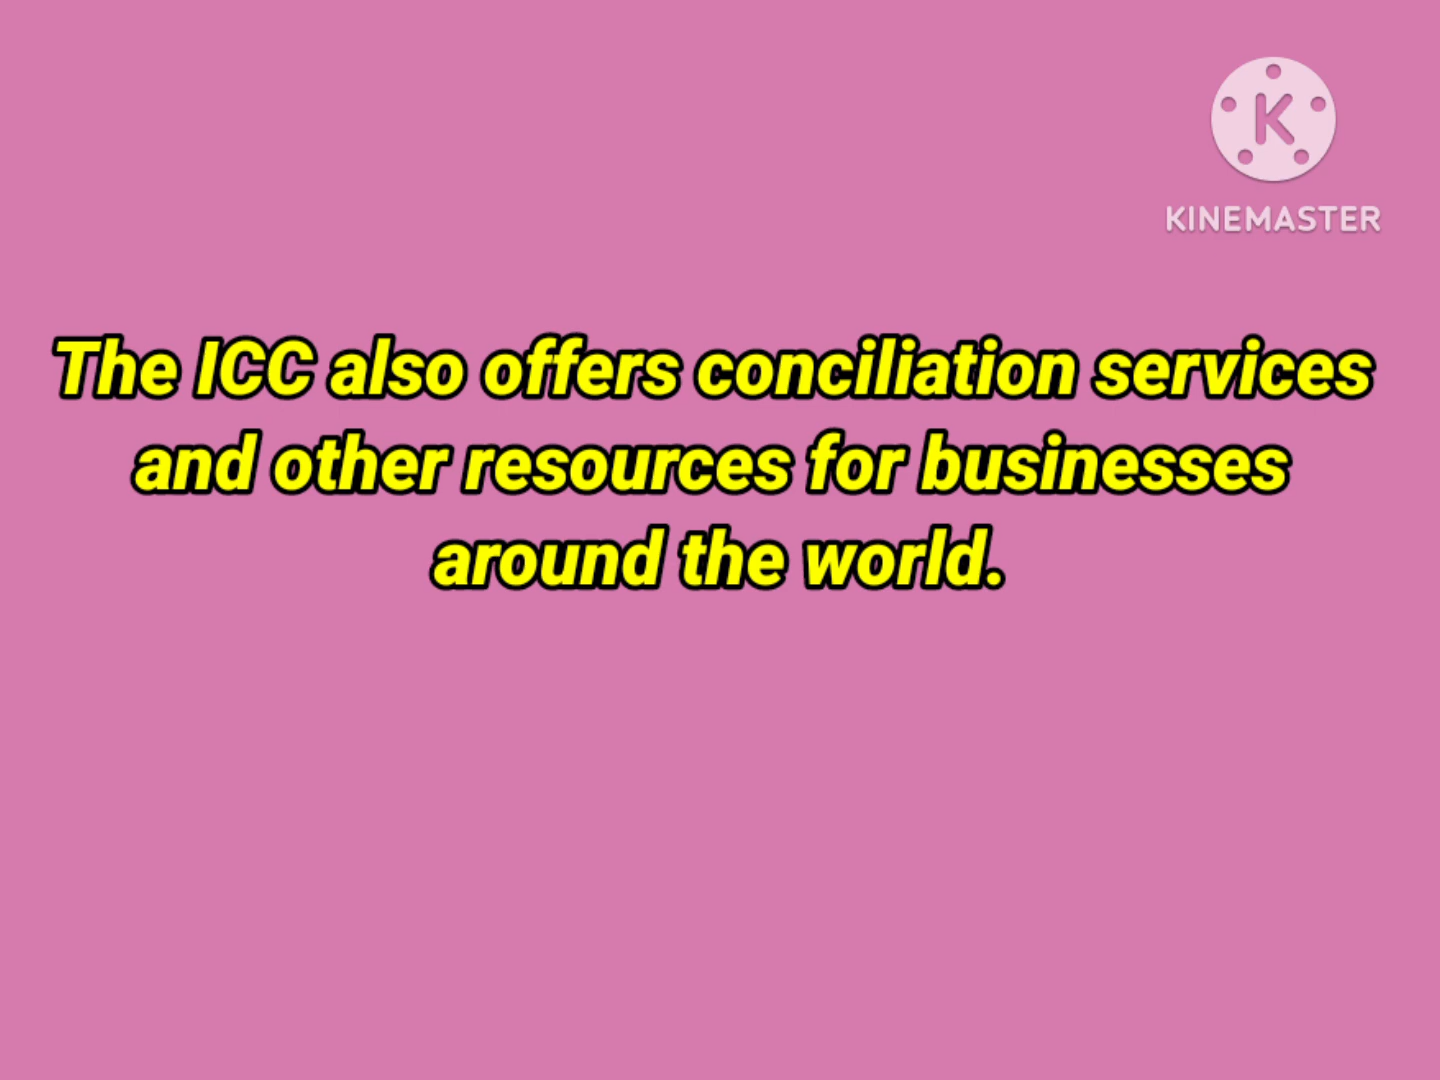 KINEMASTER
The ICC also offers conciliation services
and other resources for businesses
around the world.